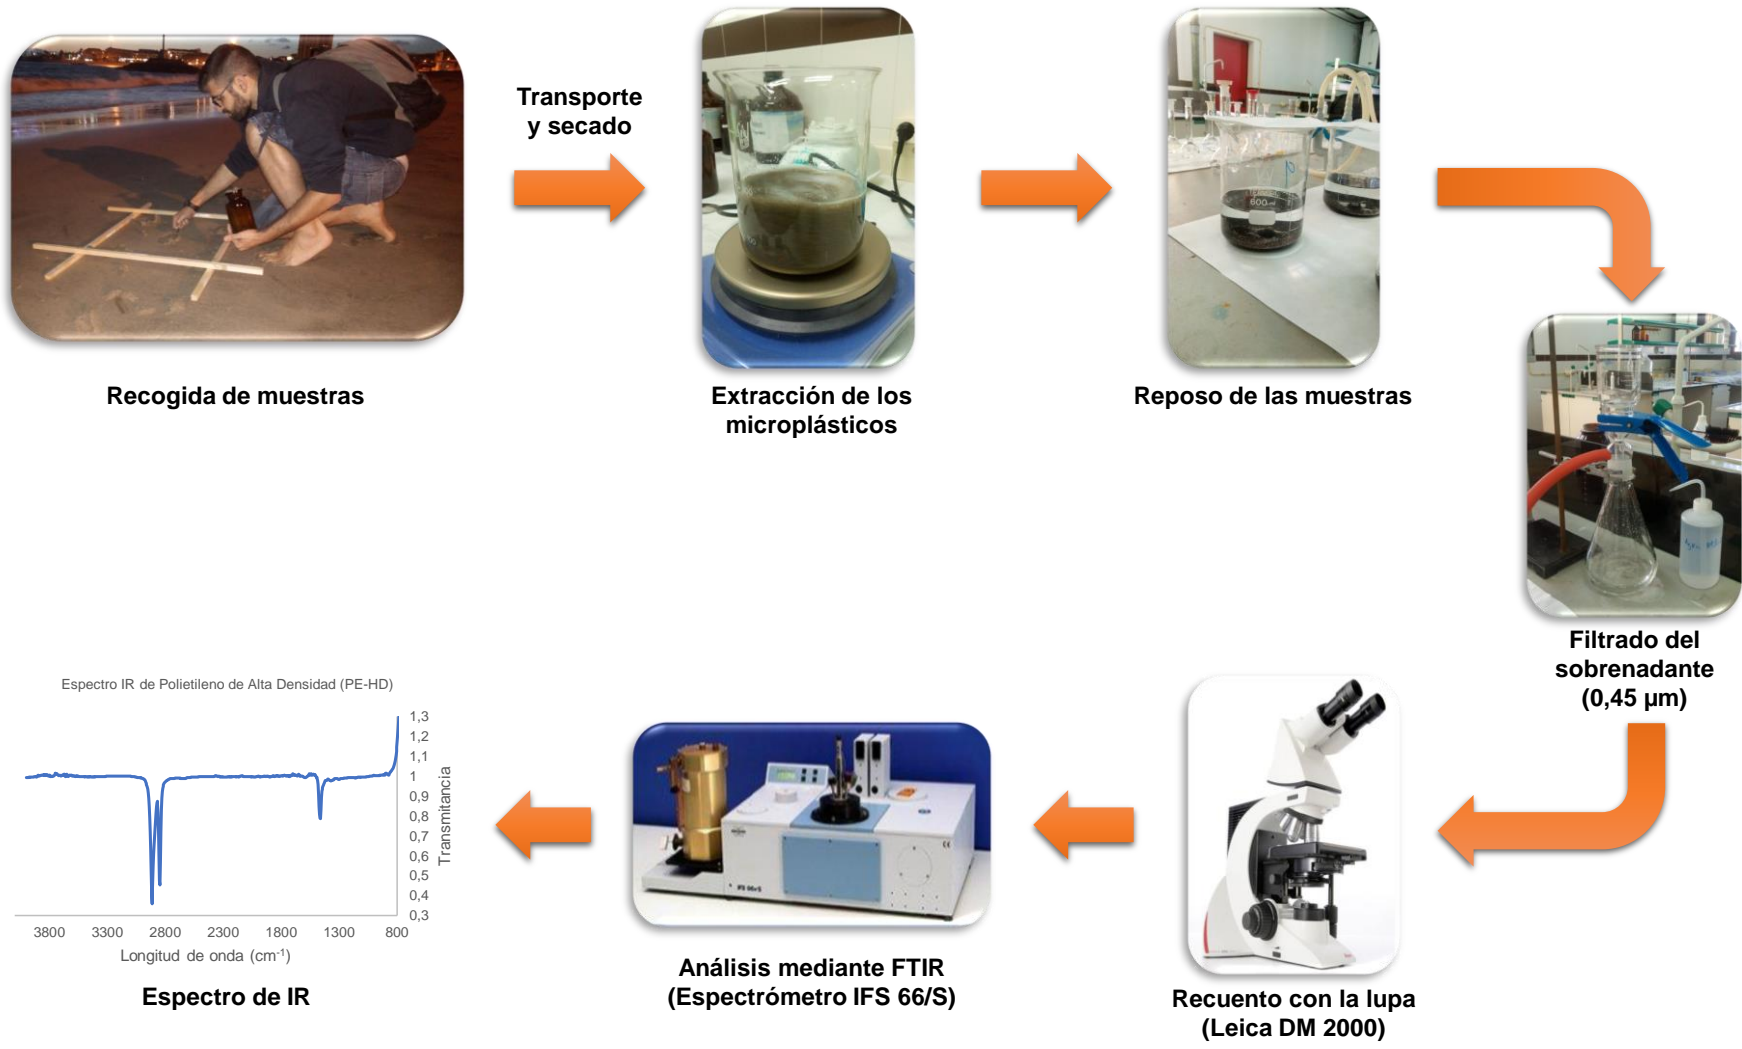 Transporte
y secado
Recogida de muestras
Extracción de los
microplásticos
Reposo de las muestras
600 ml
Filtrado del
sobrenadante
(0,45 µm)
Recuento con la lupa
(Leica DM 2000)
Análisis mediante FTIR
(Espectrómetro IFS 66/S)
IFS 66v/S
Espectro IR de Polietileno de Alta Densidad (PE-HD)
1,3
1,2
1,1
1
0,9
0,8
0,7
0,6
0,5
0,4
0,3
Transmitancia
3800 3300 2800 2300 1800 1300 800
Longitud de onda (cm-1)
Espectro de IR